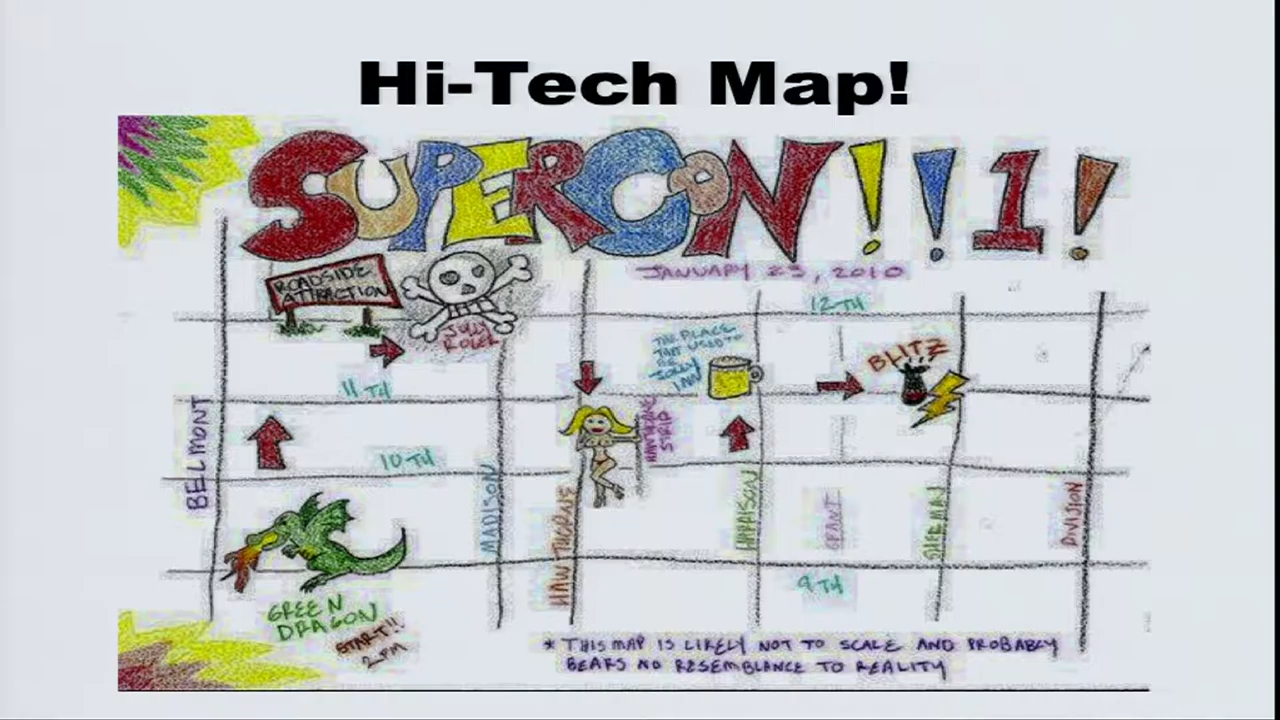 Hi-Tech Map!
SUPERCON!!1!
JANUARY 23, 2010
ROADSIDE
ATTRACTION
JOLLY
ROGER
12TH
THE PLACE
THAT USED TO
BE
INN
BLITZ
11TH
HAWTHORNE
STRIP
BELMONT
10TH
MADISON
HAWTHORNE
HARRISON
GRANT
SHERMAN
DIVISION
9TH
GREEN
DRAGON
START!!
2PM
* THIS MAP IS LIKELY NOT TO SCALE AND PROBABLY
BEARS NO RESEMBLANCE TO REALITY